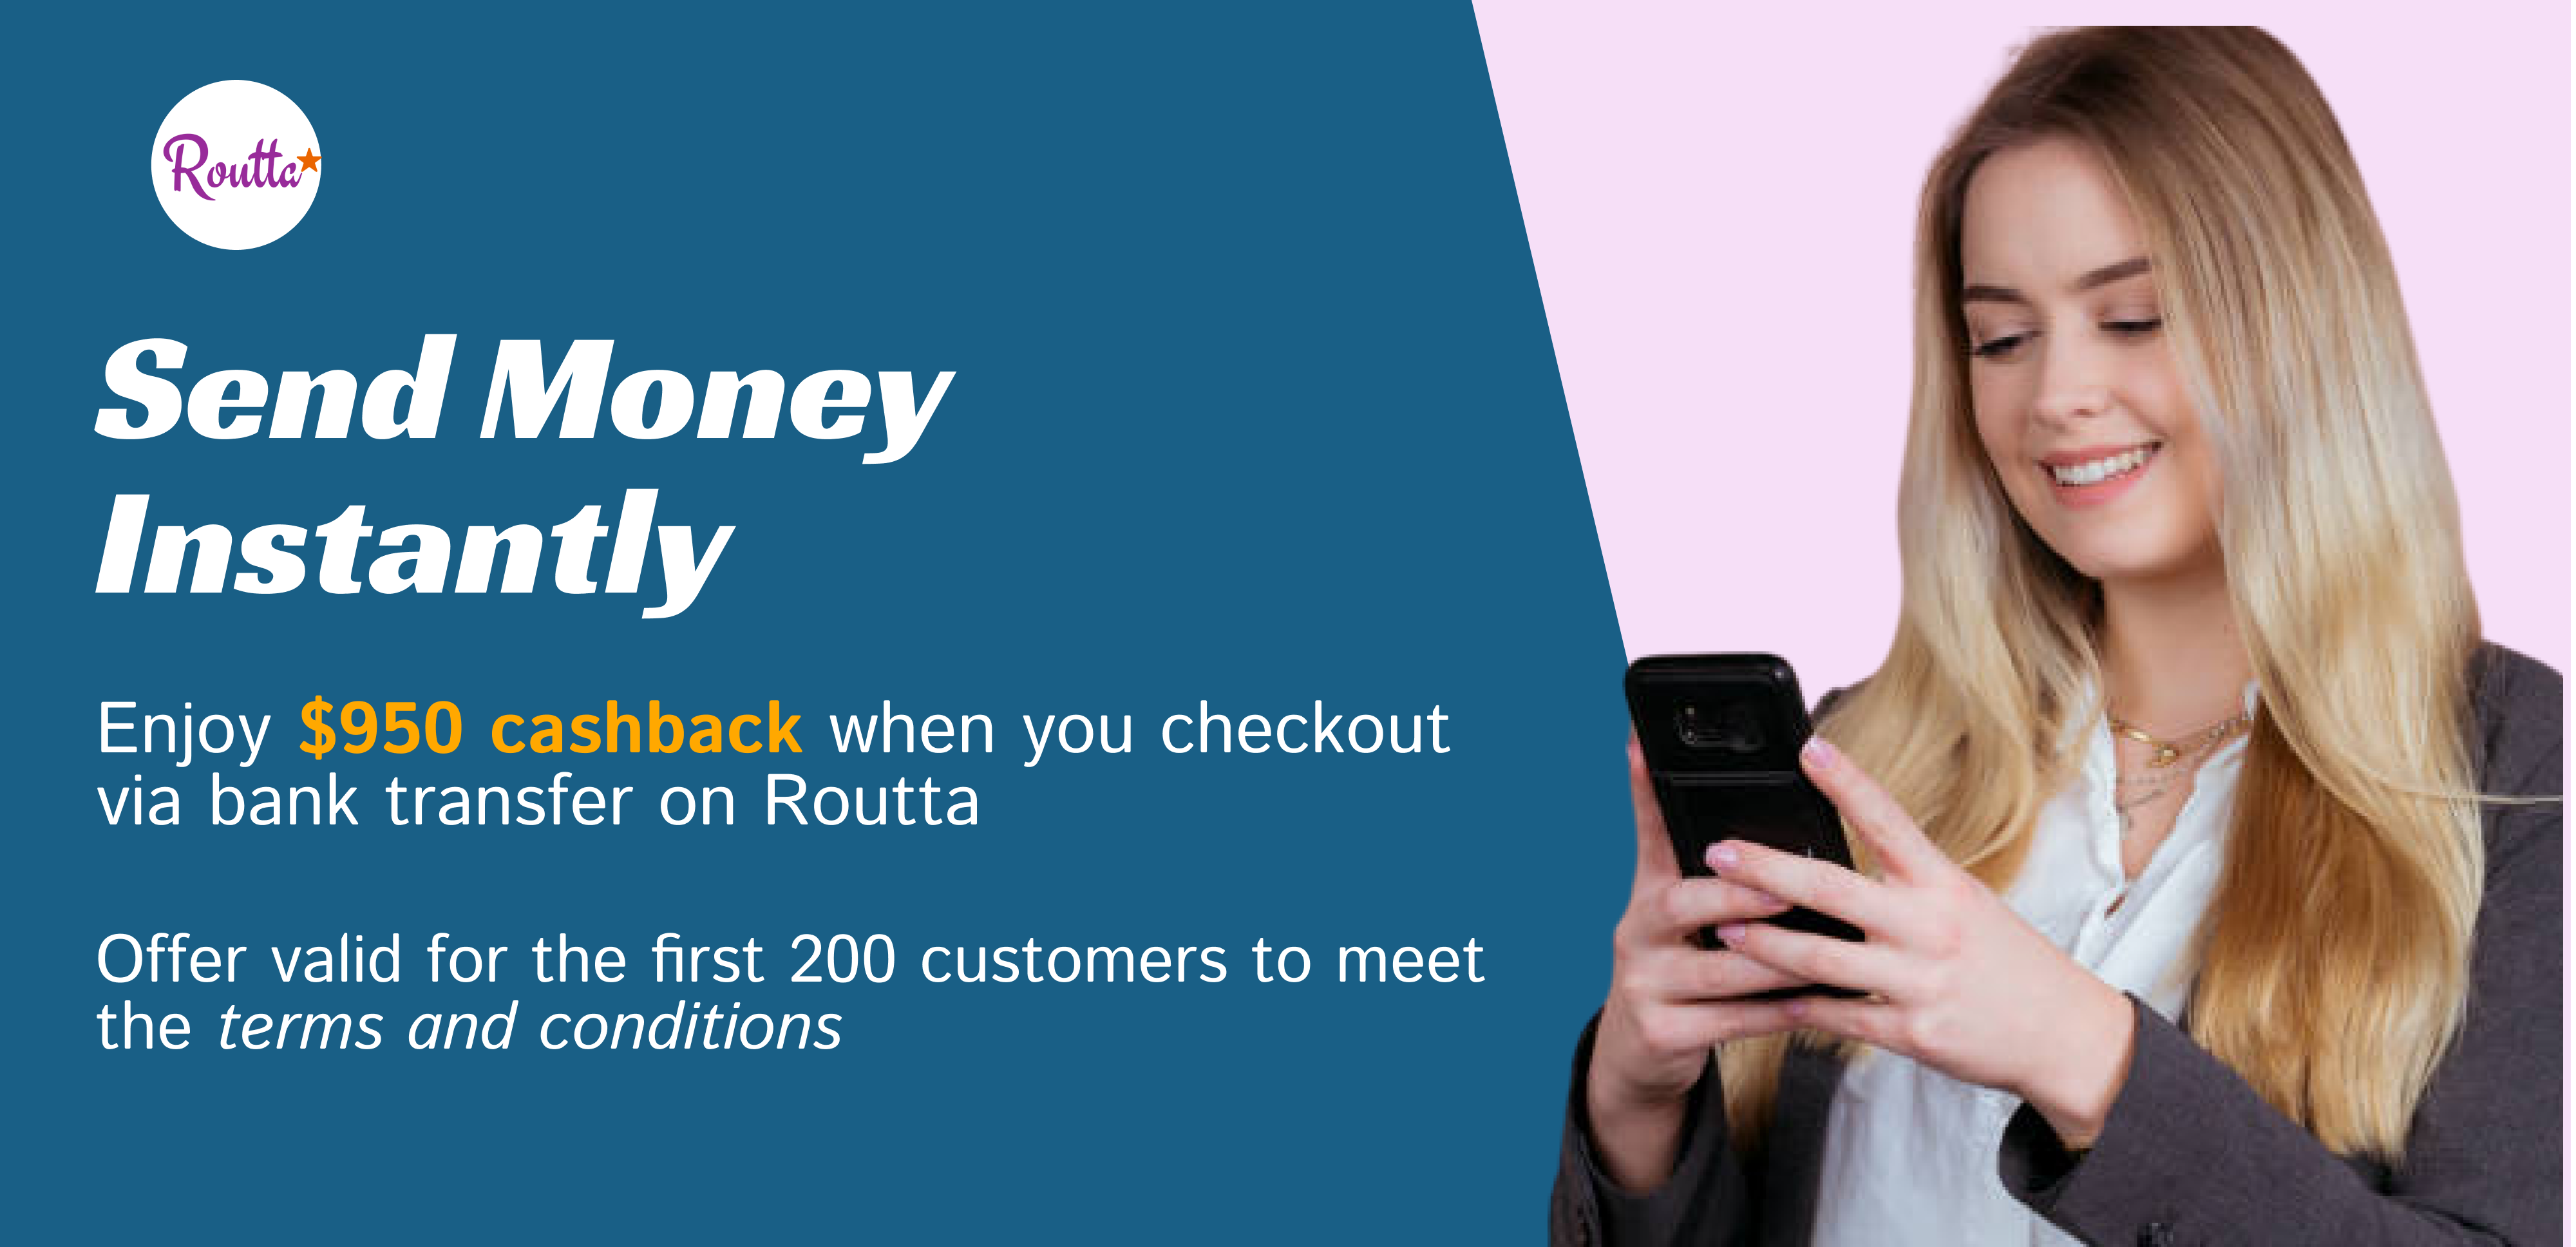 Routta
Send Money
Instantly
Enjoy $950 cashback when you checkout
via bank transfer on Routta
Offer valid for the first 200 customers to meet
the terms and conditions